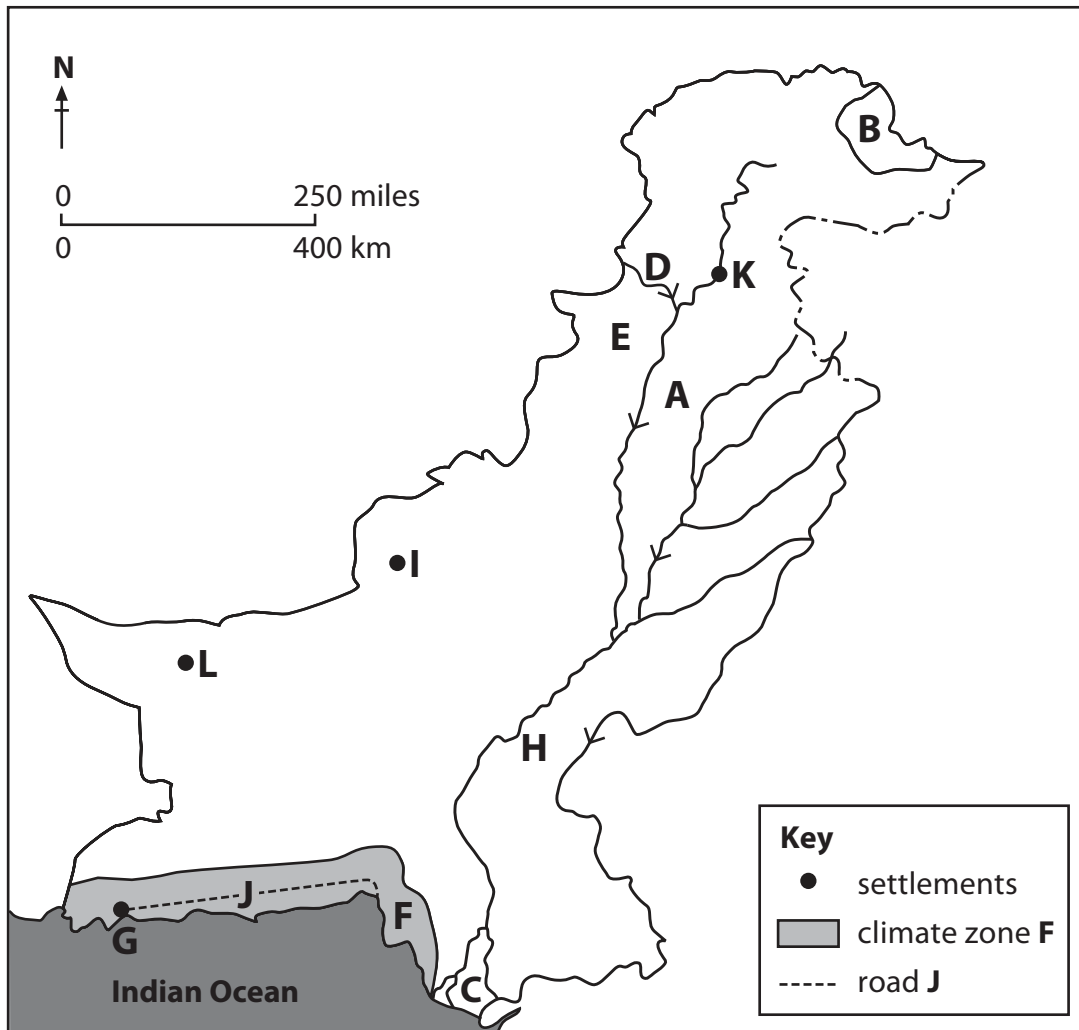 N
0 250 miles
0 400 km
B
D
K
E
A
I
L
H
J
F
G
C
Indian Ocean
Key
settlements
climate zone F
road J